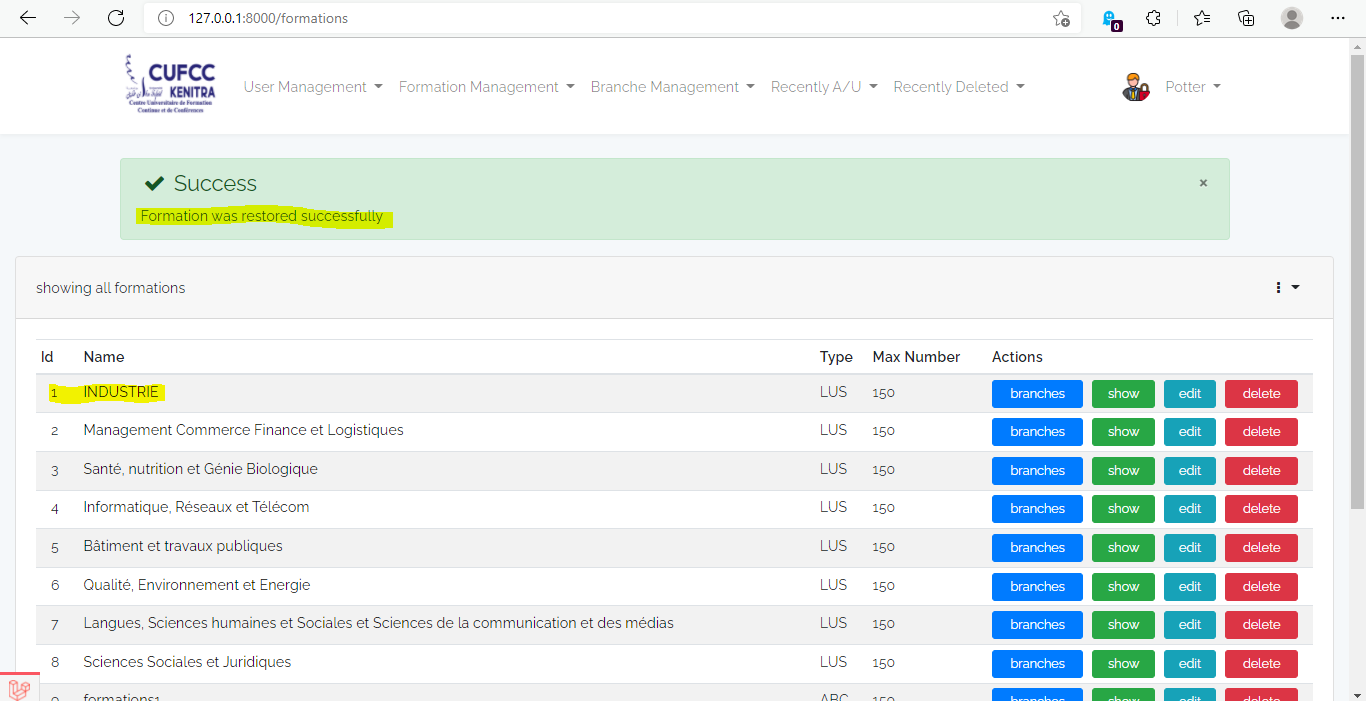 127.0.0.1:8000/formations
0
CUFCC
KENITRA
Centre Universitaire de Formation
Continue et de Conférences
User Management
Formation Management
Branche Management
Recently A/U
Recently Deleted
Potter
Success
×
Formation was restored successfully
showing all formations
Id Name Type Max Number Actions
1 INDUSTRIE LUS 150 branches show edit delete
2 Management Commerce Finance et Logistiques LUS 150 branches show edit delete
3 Santé, nutrition et Génie Biologique LUS 150 branches show edit delete
4 Informatique, Réseaux et Télécom LUS 150 branches show edit delete
5 Bâtiment et travaux publiques LUS 150 branches show edit delete
6 Qualité, Environnement et Energie LUS 150 branches show edit delete
7 Langues, Sciences humaines et Sociales et Sciences de la communication et des médias LUS 150 branches show edit delete
8 Sciences Sociales et Juridiques LUS 150 branches show edit delete
9 formations1 ABC 150 branches show edit delete